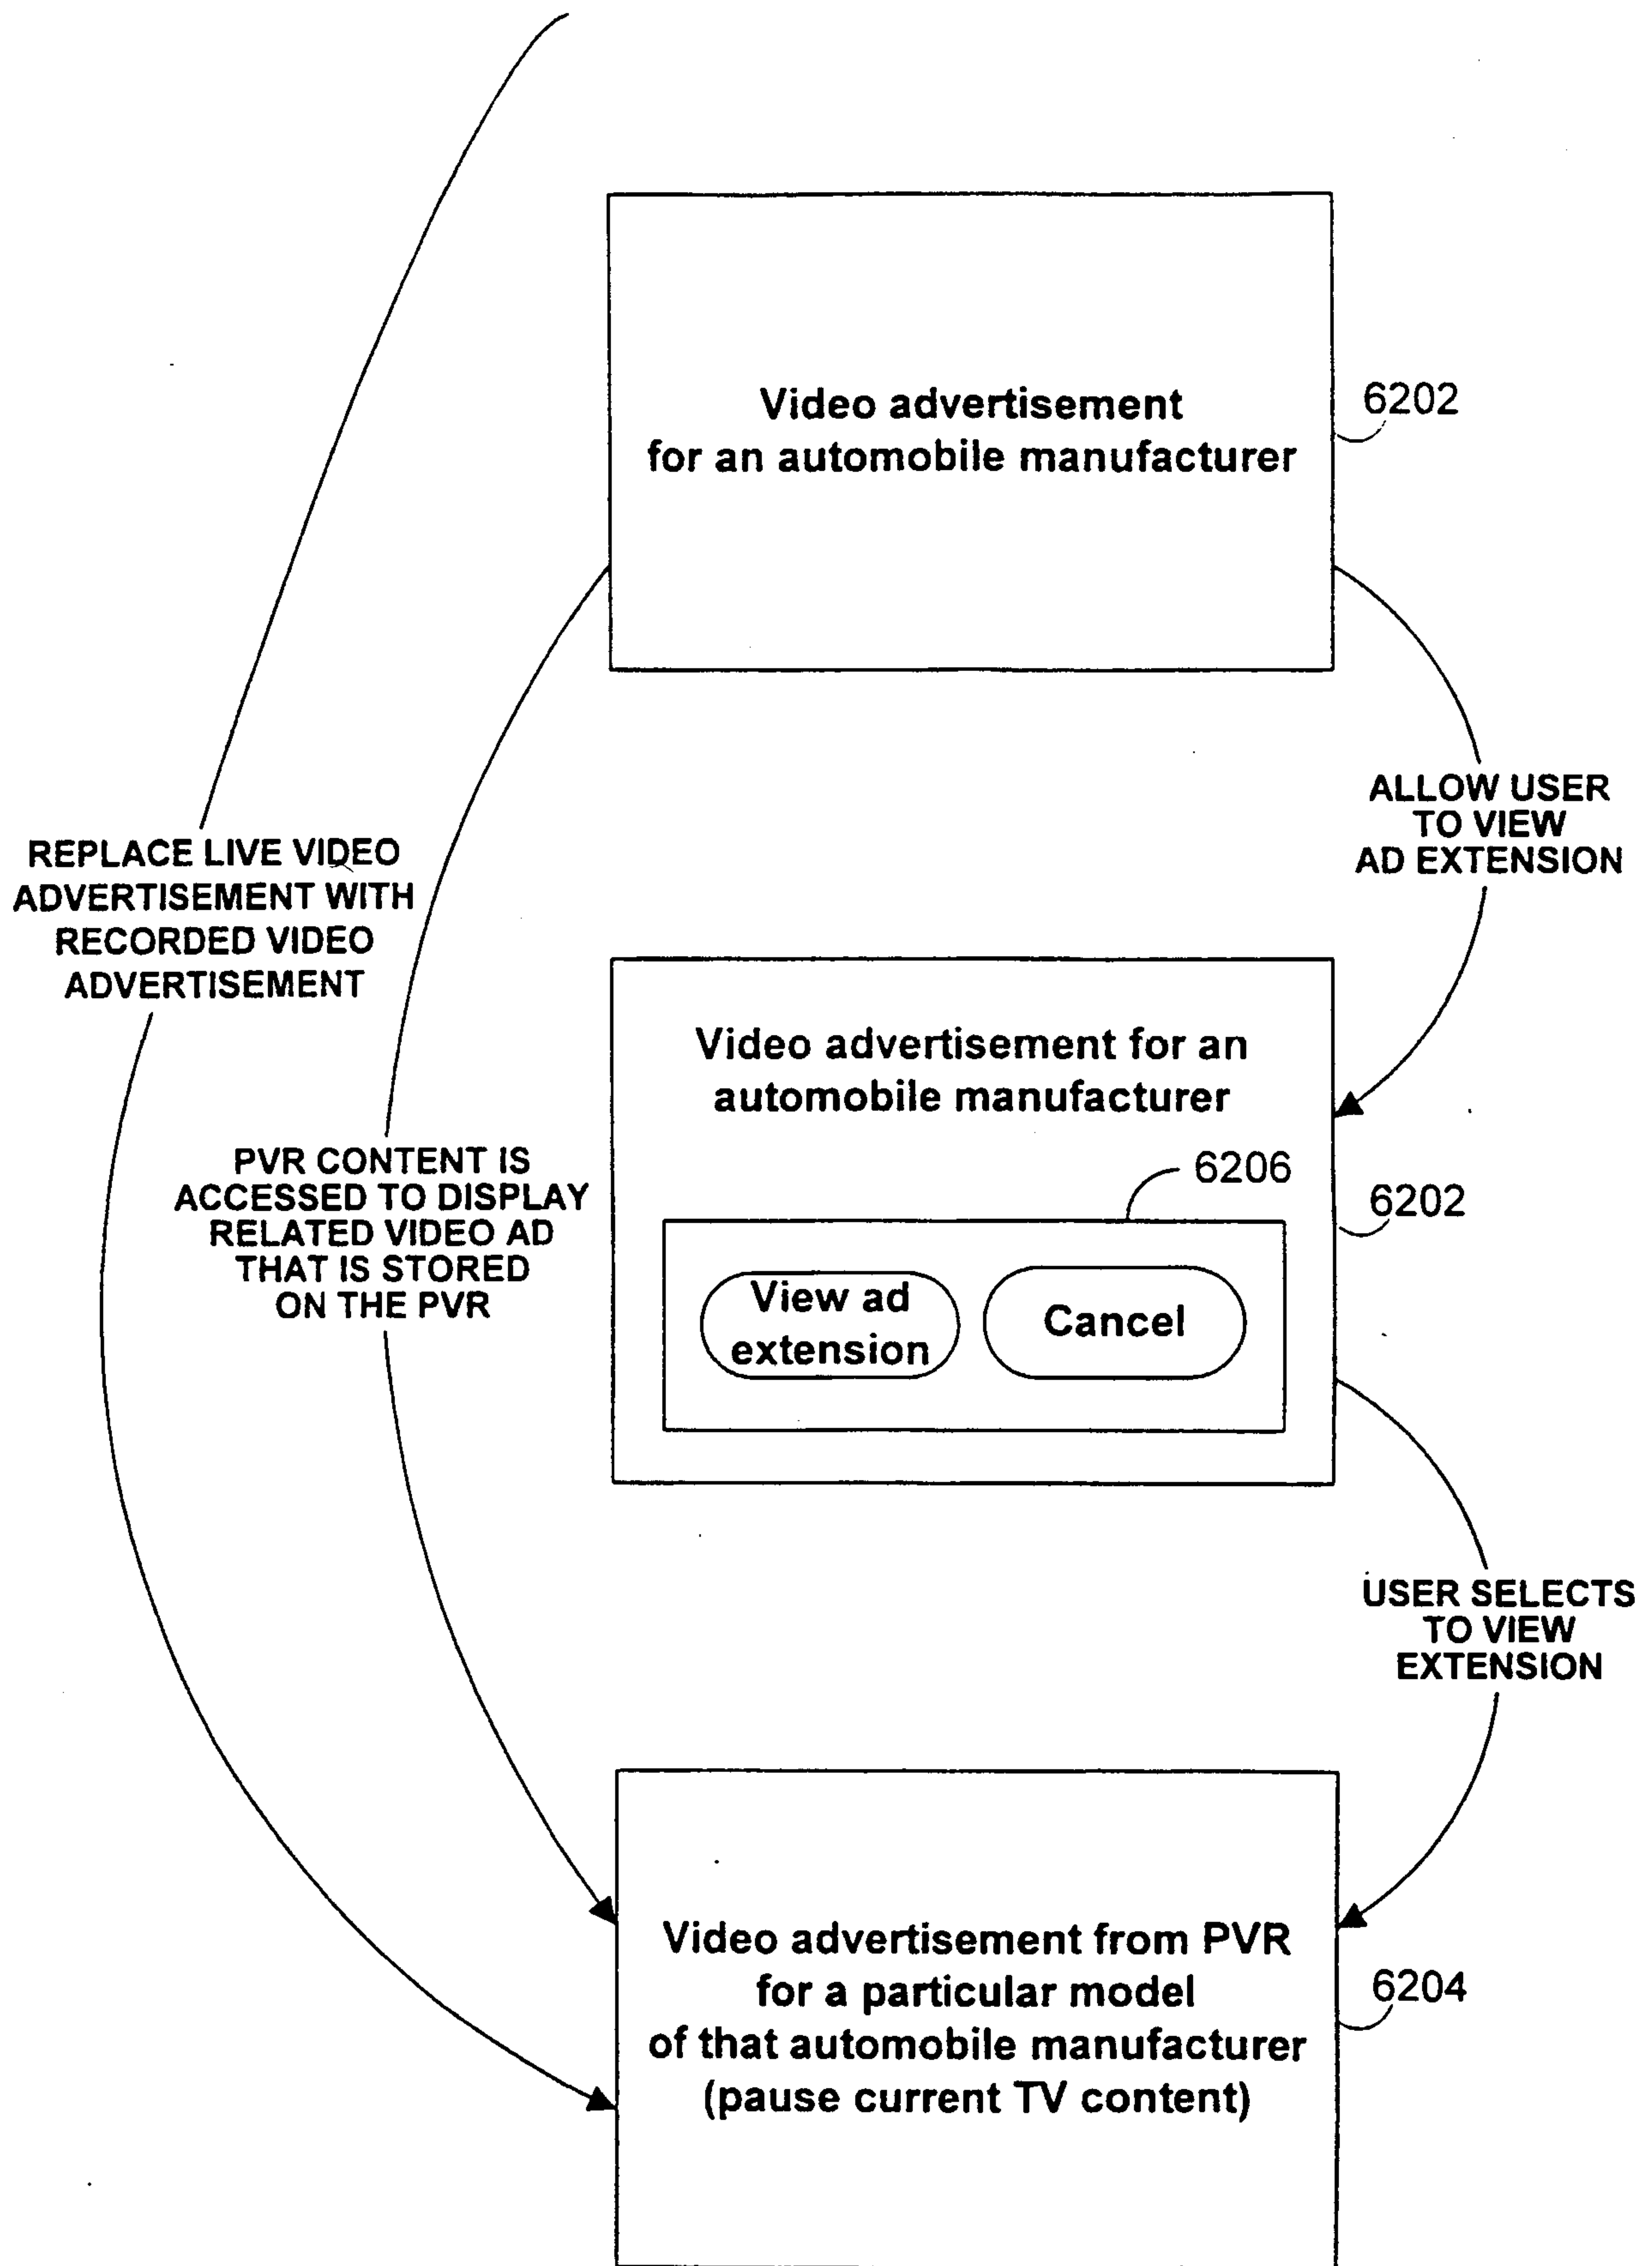 Video advertisement
for an automobile manufacturer
6202
ALLOW USER
TO VIEW
AD EXTENSION
REPLACE LIVE VIDEO
ADVERTISEMENT WITH
RECORDED VIDEO
ADVERTISEMENT
Video advertisement for an
automobile manufacturer
6206
6202
View ad
extension
Cancel
PVR CONTENT IS
ACCESSED TO DISPLAY
RELATED VIDEO AD
THAT IS STORED
ON THE PVR
USER SELECTS
TO VIEW
EXTENSION
Video advertisement from PVR
for a particular model
of that automobile manufacturer
(pause current TV content)
6204